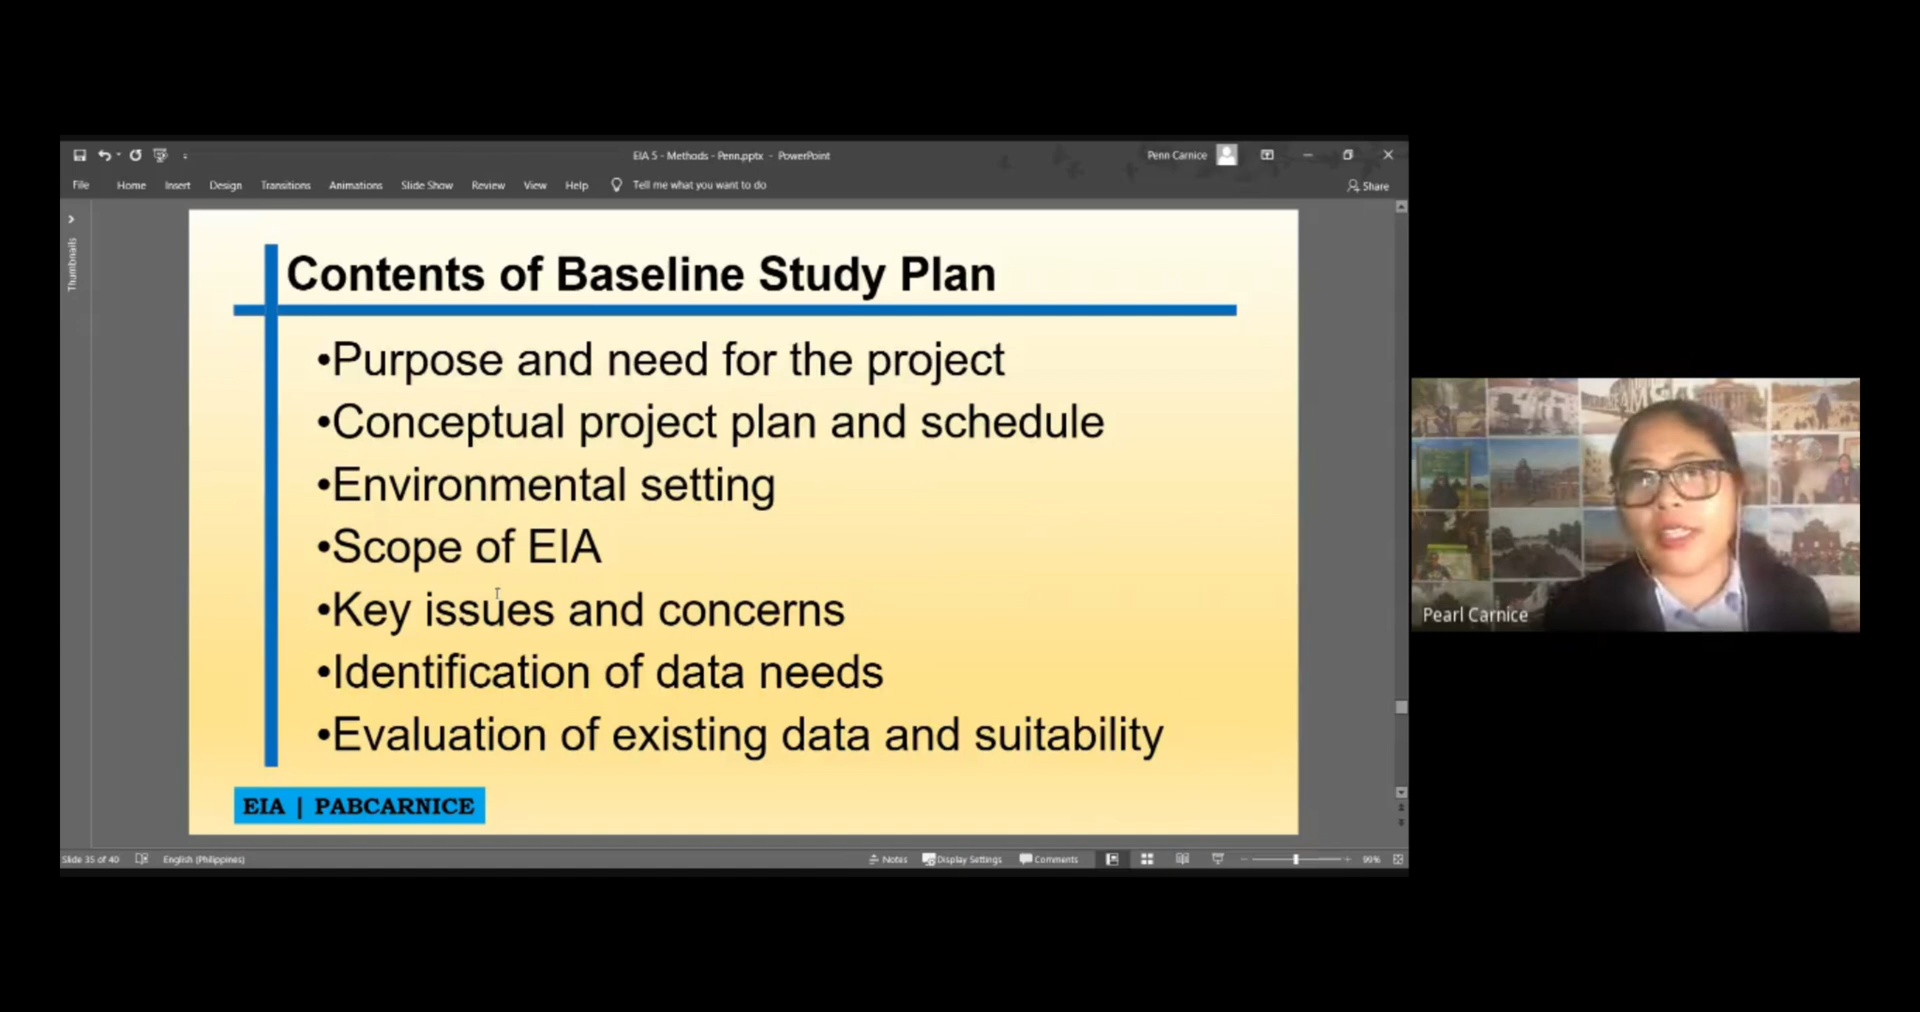 EIA 5 - Methods - Penn.pptx - PowerPoint
Penn Carnice
File Home Insert Design Transitions Animations Slide Show Review View Help Tell me what you want to do
Share
Thumbnails
Contents of Baseline Study Plan
•Purpose and need for the project
•Conceptual project plan and schedule
•Environmental setting
•Scope of EIA
•Key issues and concerns
•Identification of data needs
•Evaluation of existing data and suitability
EIA | PABCARNICE
Slide 35 of 40 English (Philippines) Notes Display Settings Comments 99%
Pearl Carnice